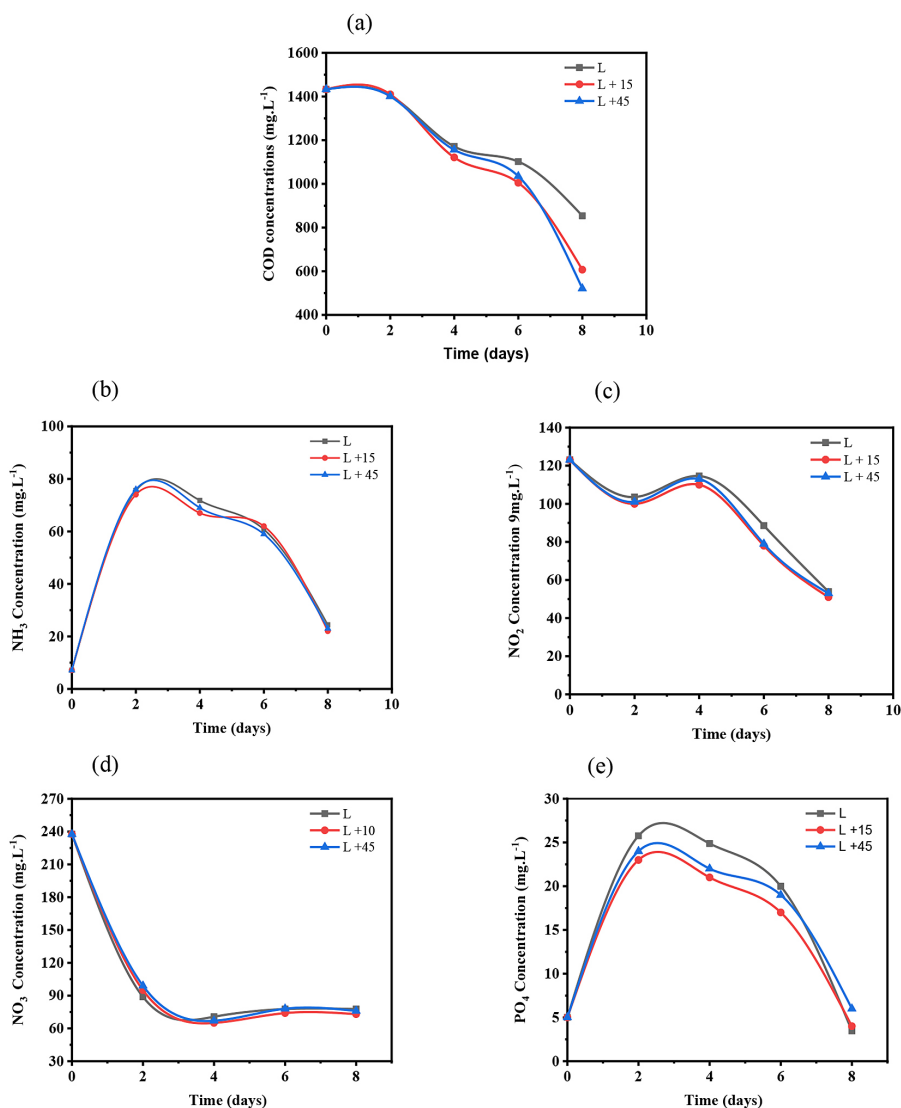 (a)
1600
1400
1200
1000
800
600
400
0 2 4 6 8 10
COD concentrations (mg.L-1)
Time (days)
L
L + 15
L +45
(b)
100
80
60
40
20
0
0 2 4 6 8 10
NH3 Concentration (mg.L-1)
Time (days)
L
L +15
L + 45
(c)
140
120
100
80
60
40
20
0
0 2 4 6 8 10
NO2 Concentration 9mg.L-1)
Time (days)
L
L + 15
L + 45
(d)
270
240
210
180
150
120
90
60
30
0 2 4 6 8
NO3 Concentration (mg.L-1)
Time (days)
L
L +10
L +45
(e)
30
25
20
15
10
5
0
0 2 4 6 8
PO4 Concentration (mg.L-1)
Time (days)
L
L +15
L +45